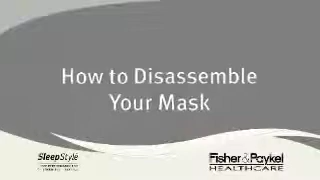 How to Disassemble
Your Mask
SleepStyle
Fisher&Paykel
HEALTHCARE